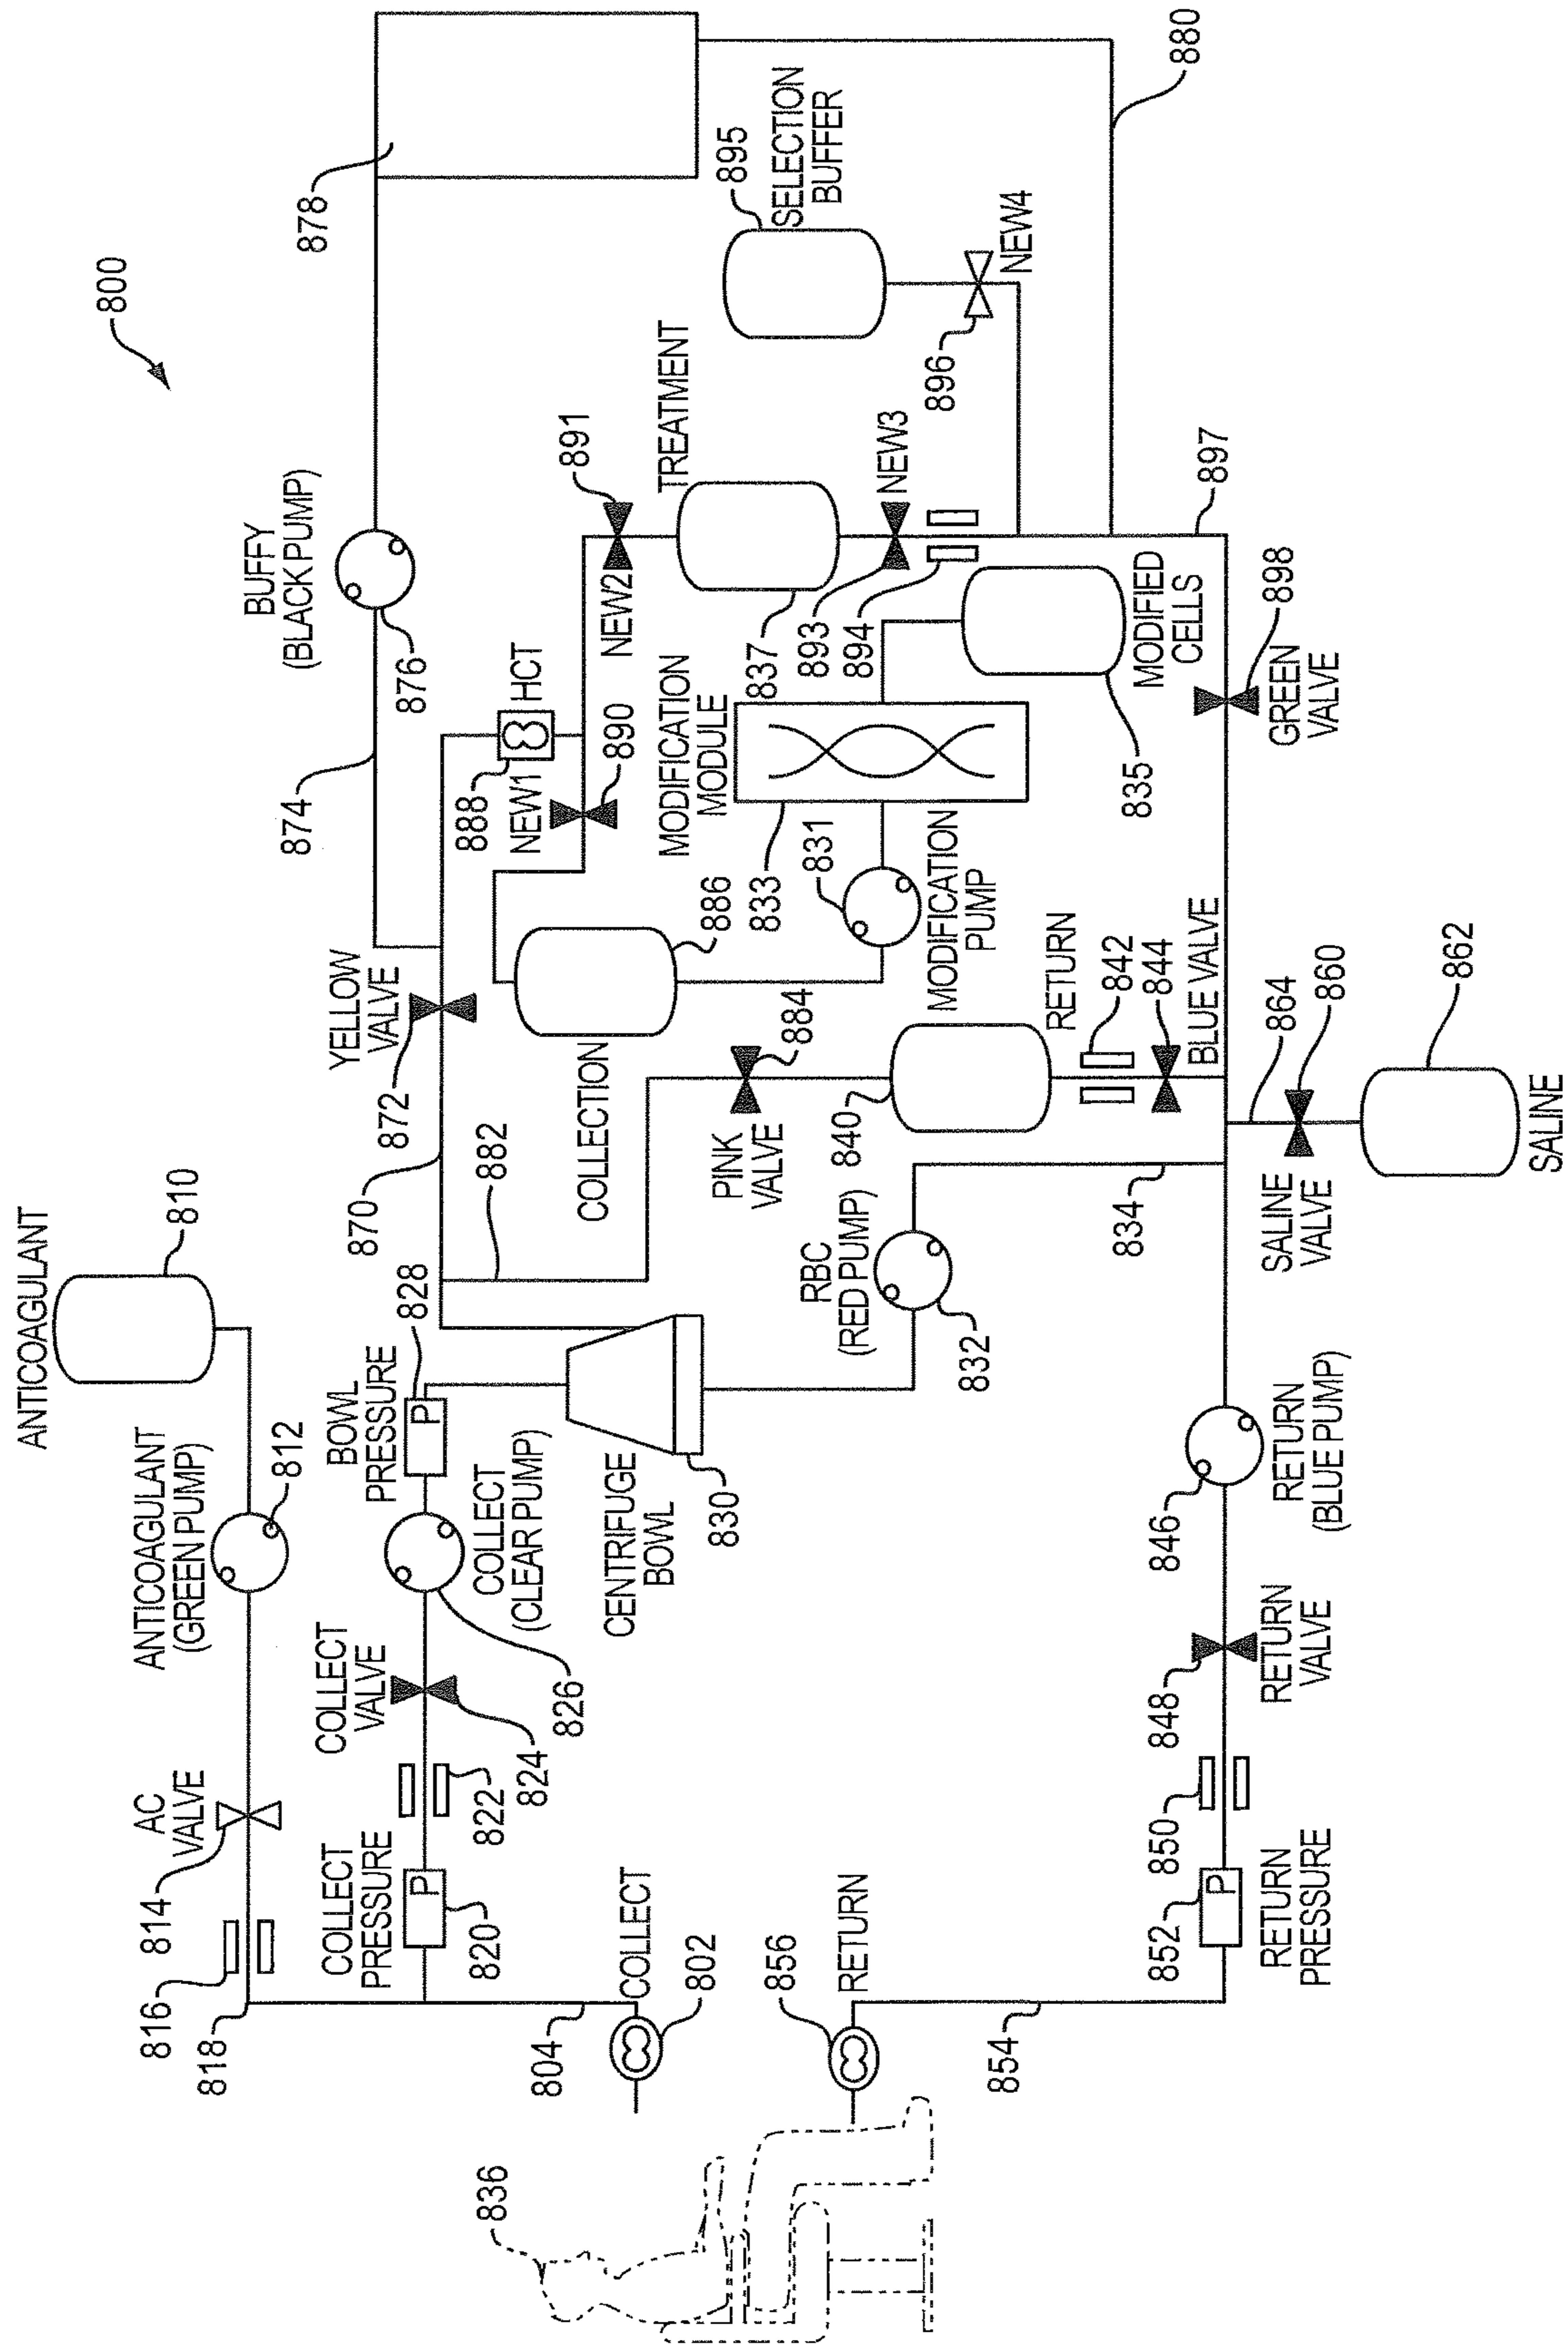 800
ANTICOAGULANT
810
ANTICOAGULANT
(GREEN PUMP)
812
AC
VALVE
814
816
818
COLLECT
PRESSURE
820
822
COLLECT
VALVE
824
826
COLLECT
(CLEAR PUMP)
BOWL
PRESSURE
P
P
828
CENTRIFUGE
BOWL
830
804
COLLECT
802
836
856
RETURN
854
852
P
RETURN
PRESSURE
850
848
RETURN
VALVE
846
RETURN
(BLUE PUMP)
RBC
(RED PUMP)
832
834
870
882
872
YELLOW
VALVE
874
BUFFY
(BLACK PUMP)
876
878
880
PINK
VALVE
884
840
RETURN
842
844
BLUE VALVE
SALINE
VALVE
864
860
862
SALINE
COLLECTION
886
888
HCT
NEW1
890
NEW2
891
MODIFICATION
MODULE
833
831
MODIFICATION
PUMP
835
MODIFIED
CELLS
TREATMENT
837
893
NEW3
894
895
SELECTION
BUFFER
896
NEW4
897
898
GREEN
VALVE